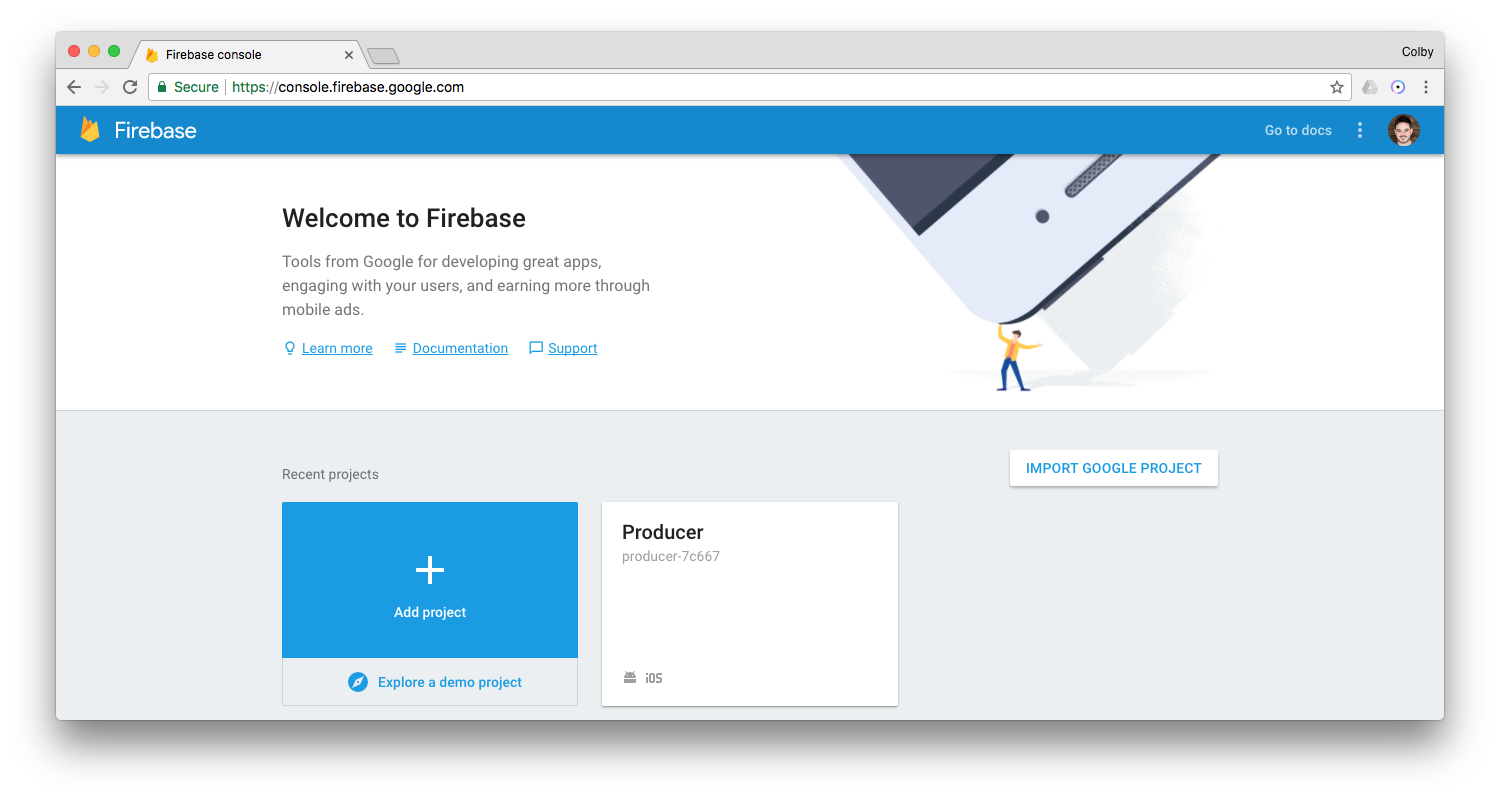 Firebase console
Colby
Secure
https://console.firebase.google.com
Firebase
Go to docs
Welcome to Firebase
Tools from Google for developing great apps,
engaging with your users, and earning more through
mobile ads.
Learn more
Documentation
Support
Recent projects
IMPORT GOOGLE PROJECT
Add project
Explore a demo project
Producer
producer-7c667
iOS